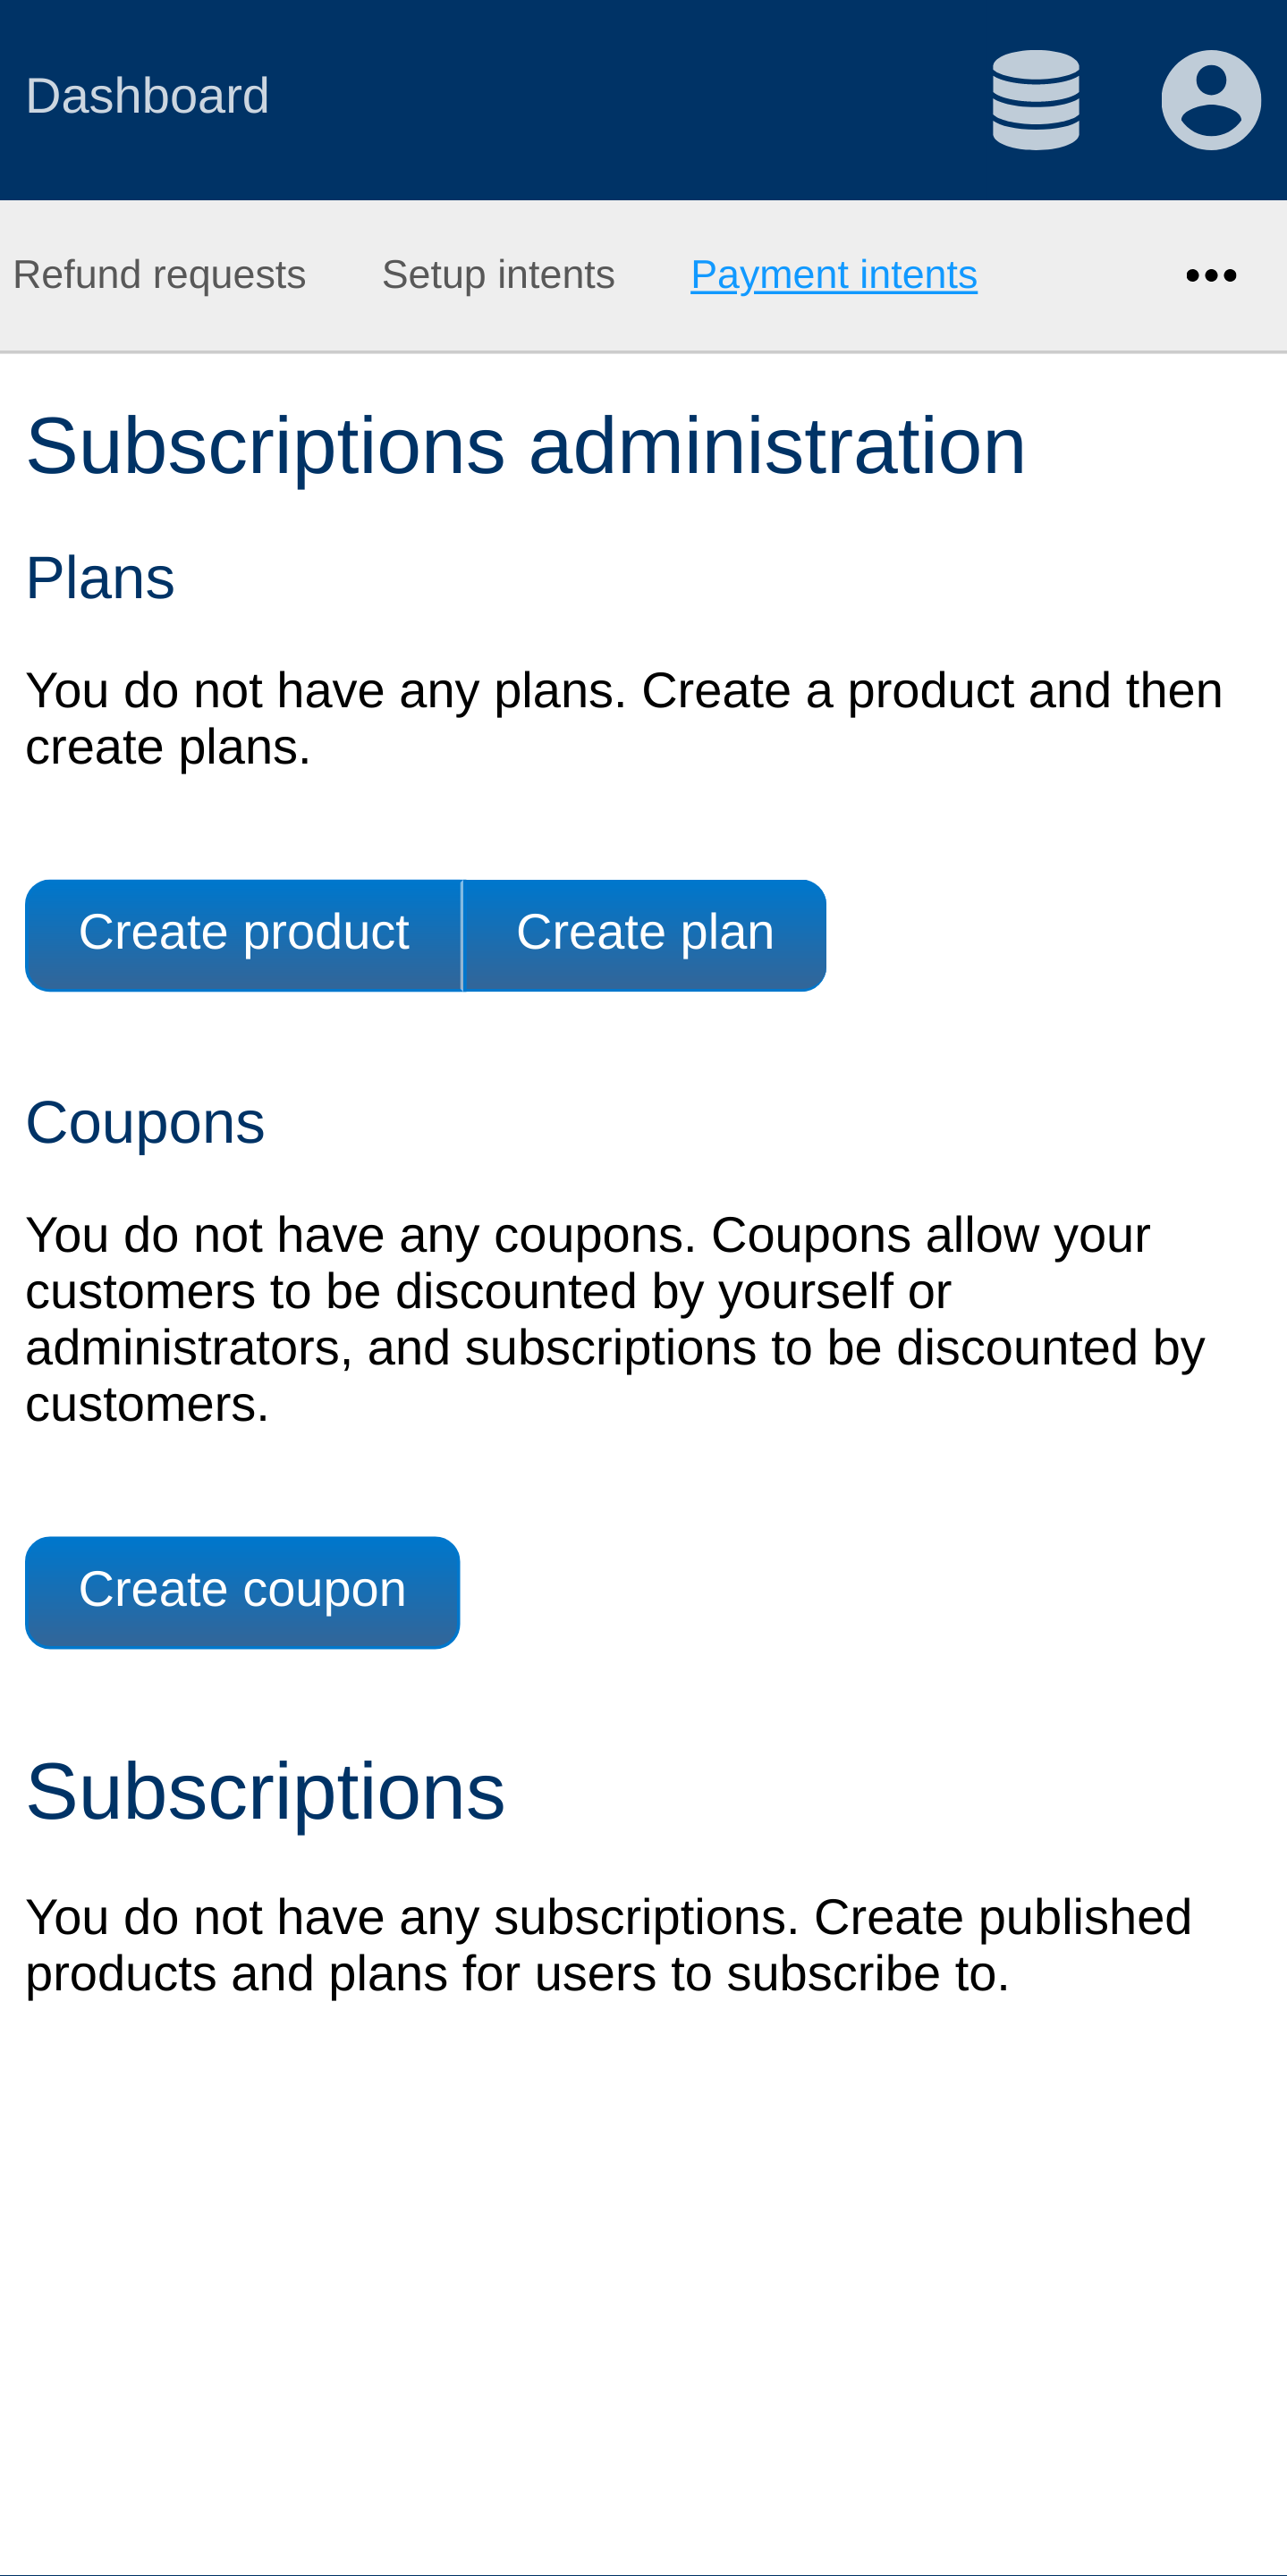 Dashboard
Refund requests Setup intents Payment intents
Subscriptions administration
Plans
You do not have any plans. Create a product and then
create plans.
Create product Create plan
Coupons
You do not have any coupons. Coupons allow your
customers to be discounted by yourself or
administrators, and subscriptions to be discounted by
customers.
Create coupon
Subscriptions
You do not have any subscriptions. Create published
products and plans for users to subscribe to.